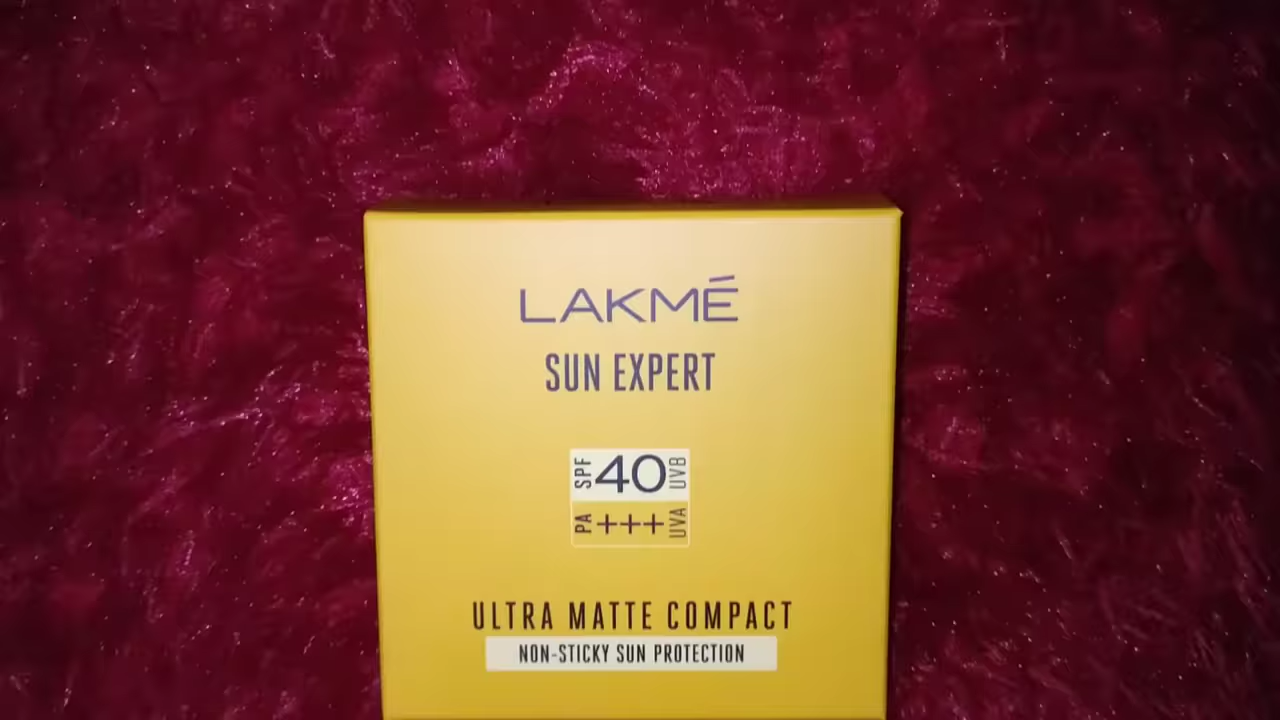 LAKMÉ
SUN EXPERT
SPF 40 UVB
PA +++ UVA
ULTRA MATTE COMPACT
NON-STICKY SUN PROTECTION